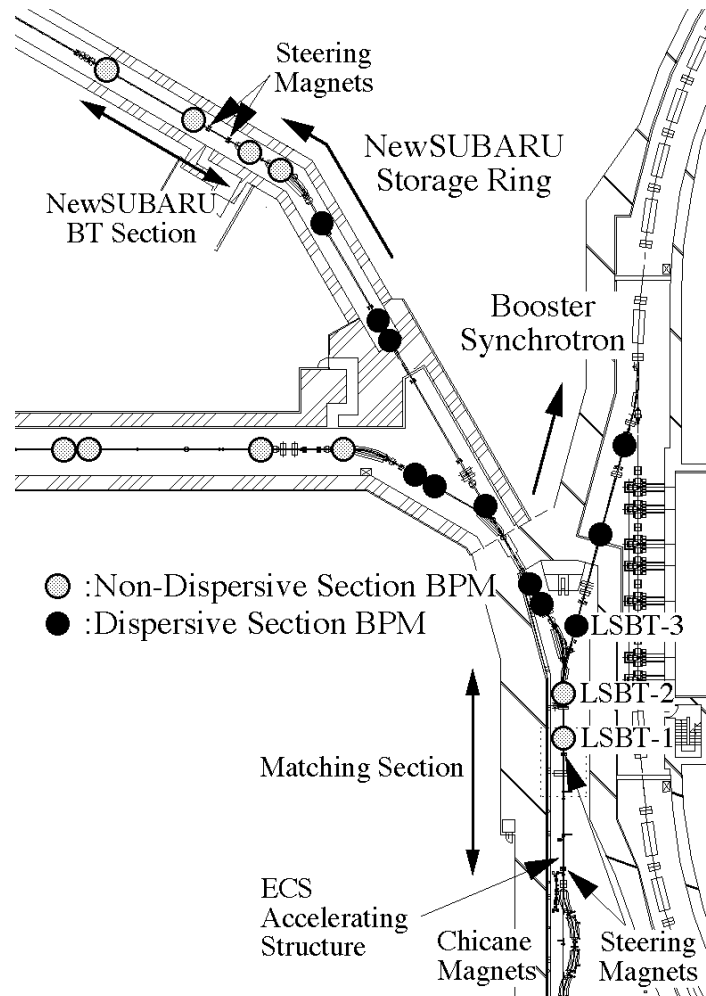 Steering
Magnets
NewSUBARU
Storage Ring
NewSUBARU
BT Section
Booster
Synchrotron
:Non-Dispersive Section BPM
:Dispersive Section BPM
LSBT-3
LSBT-2
LSBT-1
Matching Section
ECS
Accelerating
Structure
Chicane
Magnets
Steering
Magnets